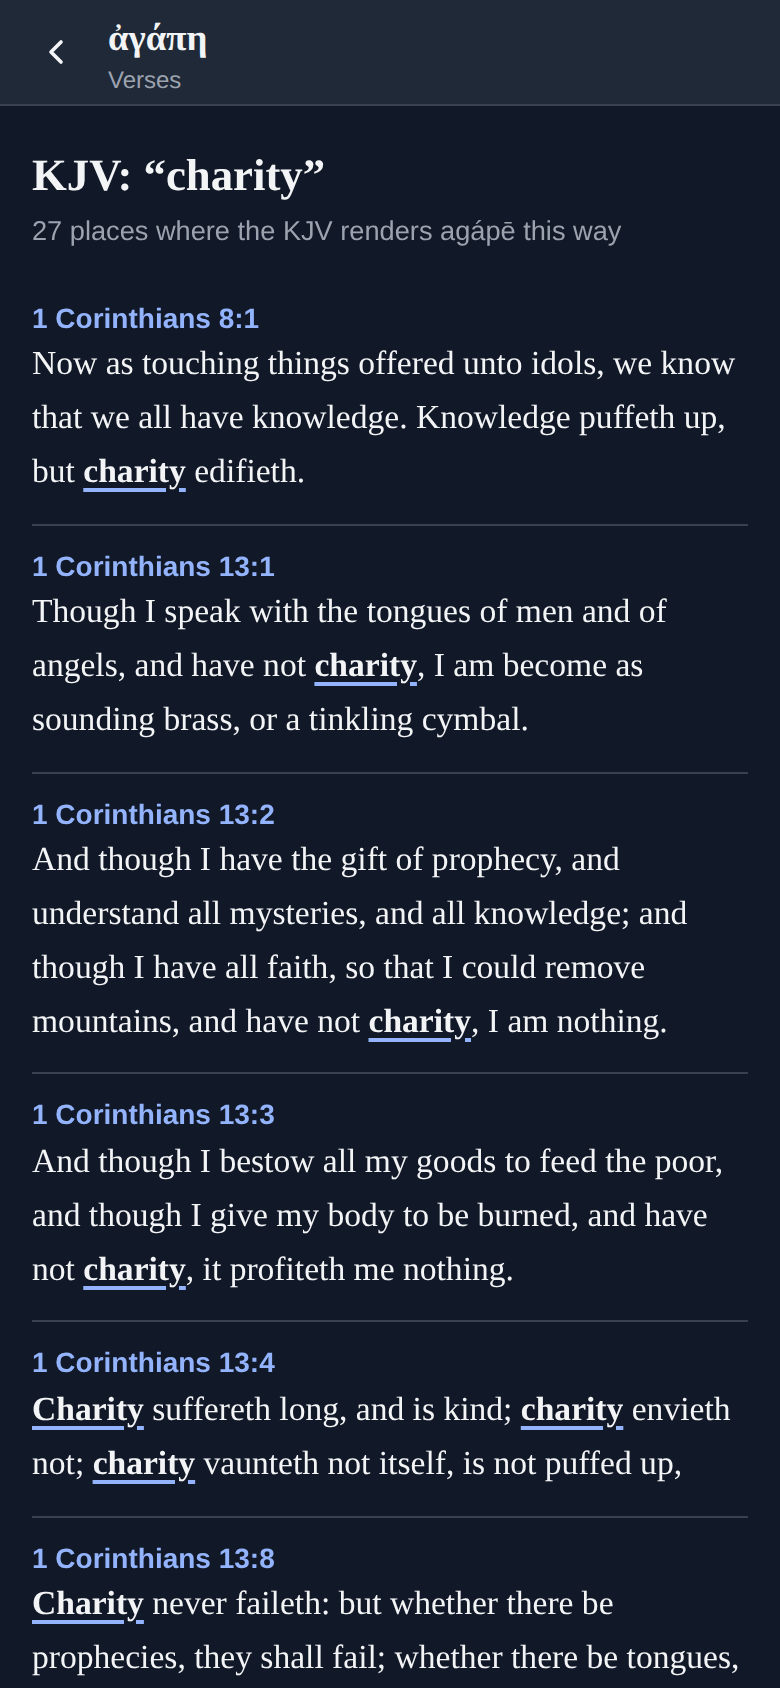 ἀγάπη
Verses
KJV: “charity”
27 places where the KJV renders agápē this way
1 Corinthians 8:1
Now as touching things offered unto idols, we know
that we all have knowledge. Knowledge puffeth up,
but charity edifieth.
1 Corinthians 13:1
Though I speak with the tongues of men and of
angels, and have not charity, I am become as
sounding brass, or a tinkling cymbal.
1 Corinthians 13:2
And though I have the gift of prophecy, and
understand all mysteries, and all knowledge; and
though I have all faith, so that I could remove
mountains, and have not charity, I am nothing.
1 Corinthians 13:3
And though I bestow all my goods to feed the poor,
and though I give my body to be burned, and have
not charity, it profiteth me nothing.
1 Corinthians 13:4
Charity suffereth long, and is kind; charity envieth
not; charity vaunteth not itself, is not puffed up,
1 Corinthians 13:8
Charity never faileth: but whether there be
prophecies, they shall fail; whether there be tongues,